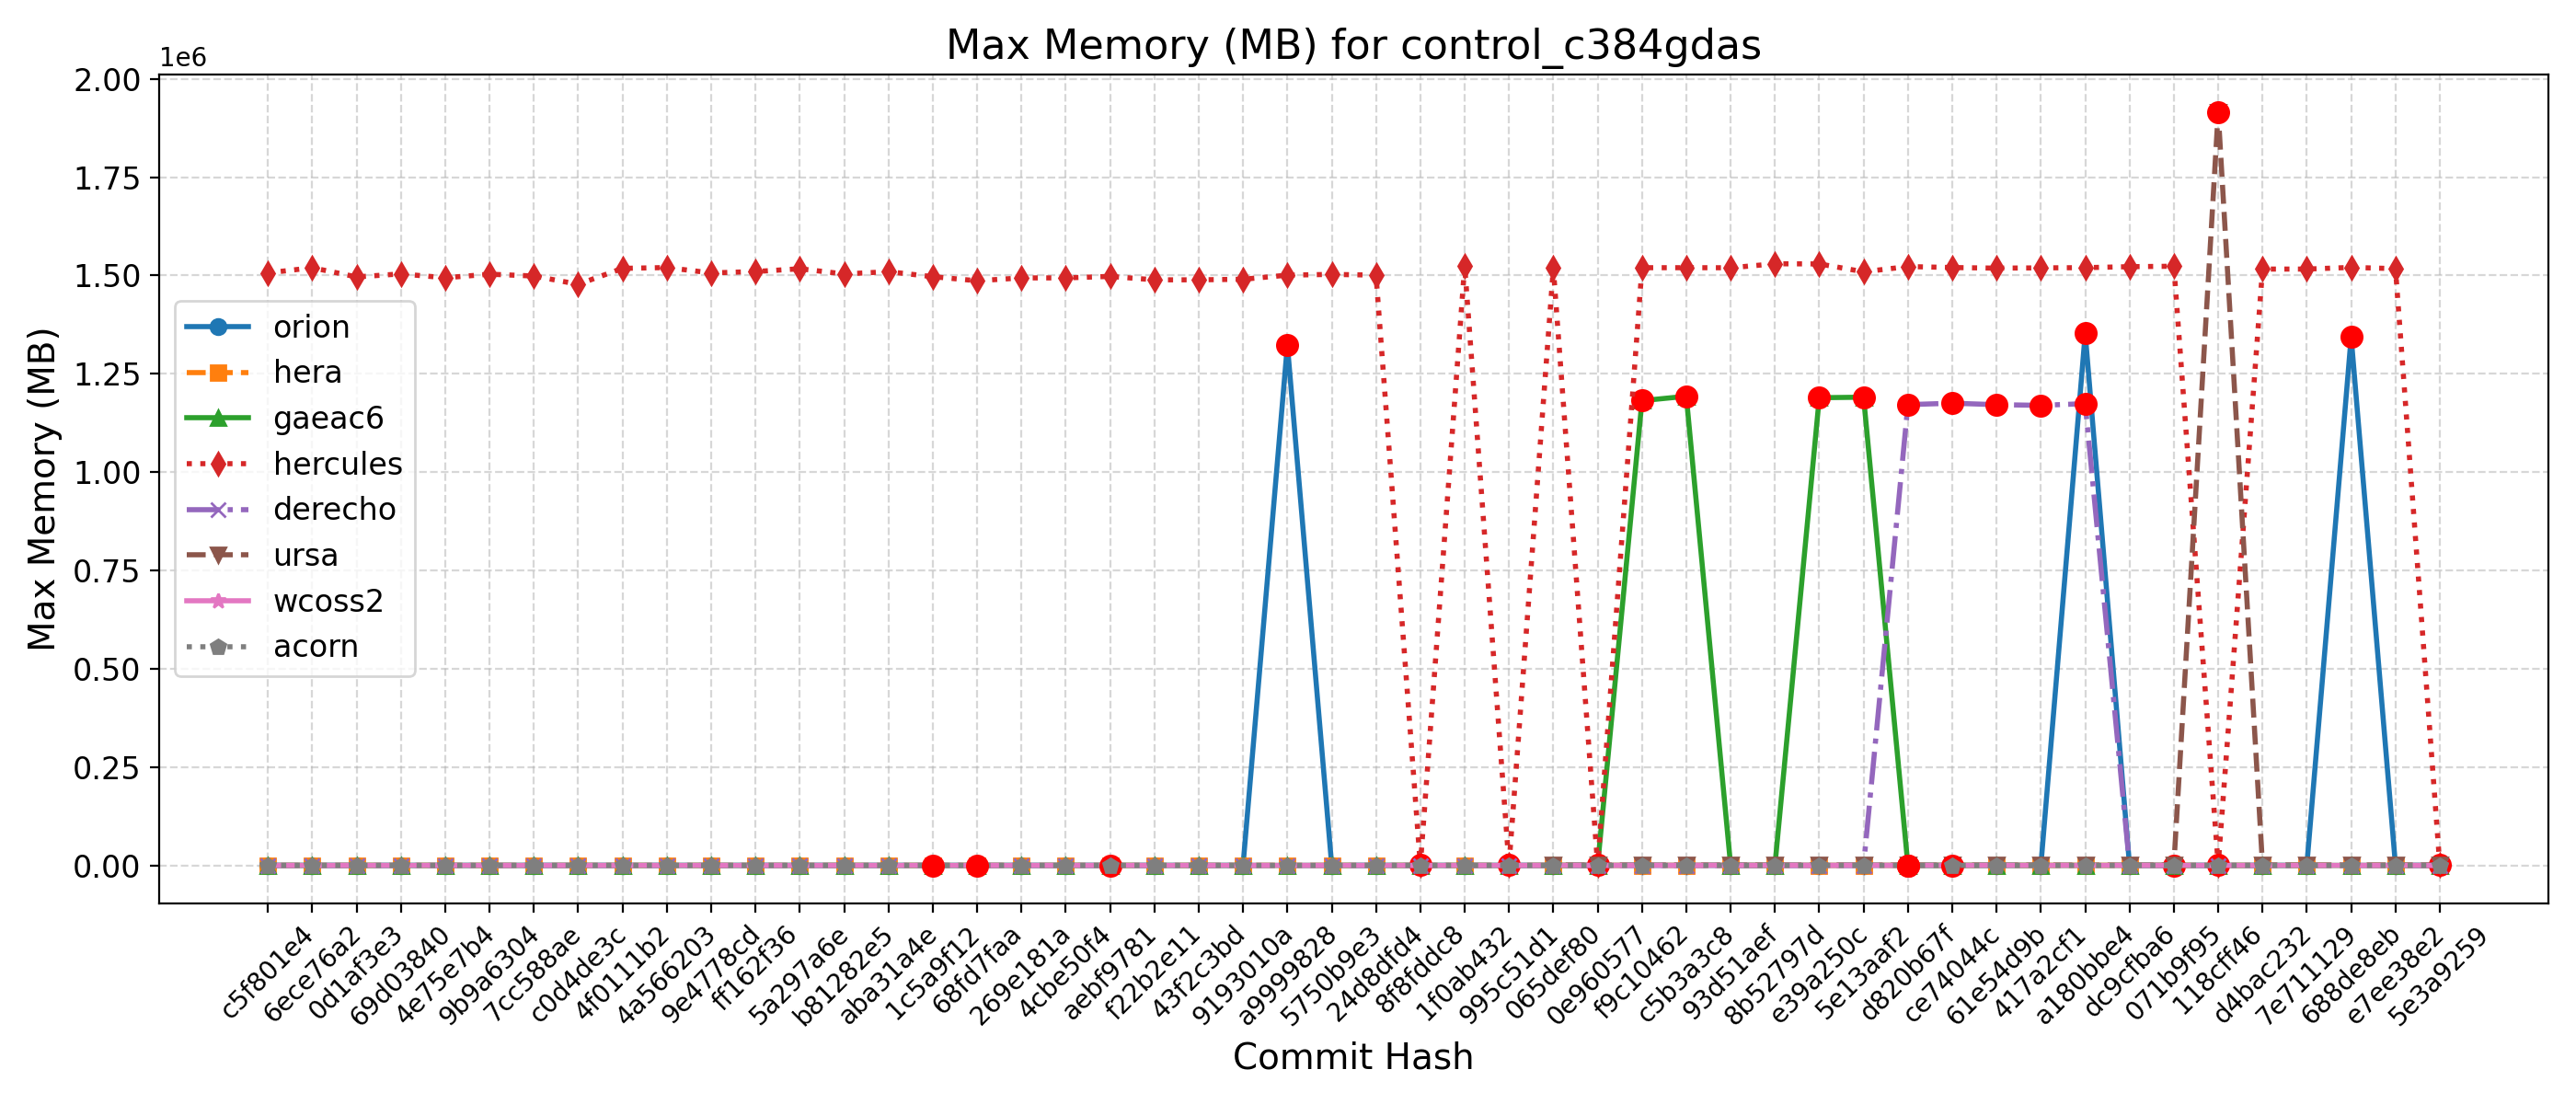 Max Memory (MB) for control_c384gdas
1e6
2.00
1.75
1.50
1.25
1.00
0.75
0.50
0.25
0.00
Max Memory (MB)
orion
hera
gaeac6
hercules
derecho
ursa
wcoss2
acorn
c5f801e4
6ece76a2
0d1af3e3
69d03840
4e75e7b4
9b9a6304
7cc588ae
c0d4de3c
4f0111b2
4a566203
9e4778cd
ff162f36
5a297a6e
b81282e5
aba31a4e
1c5a9f12
68fd7faa
269e181a
4cbe50f4
aebf9781
f22b2e11
43f2c3bd
9193010a
a9999828
5750b9e3
24d8dfd4
8f8fddc8
1f0ab432
995c51d1
065def80
0e960577
f9c10462
c5b3a3c8
93d51aef
8b52797d
e39a250c
5e13aaf2
d820b67f
ce74044c
61e54d9b
417a2cf1
a180bbe4
dc9cfba6
071b9f95
118cff46
d4bac232
7e711129
688de8eb
e7ee38e2
5e3a9259
Commit Hash